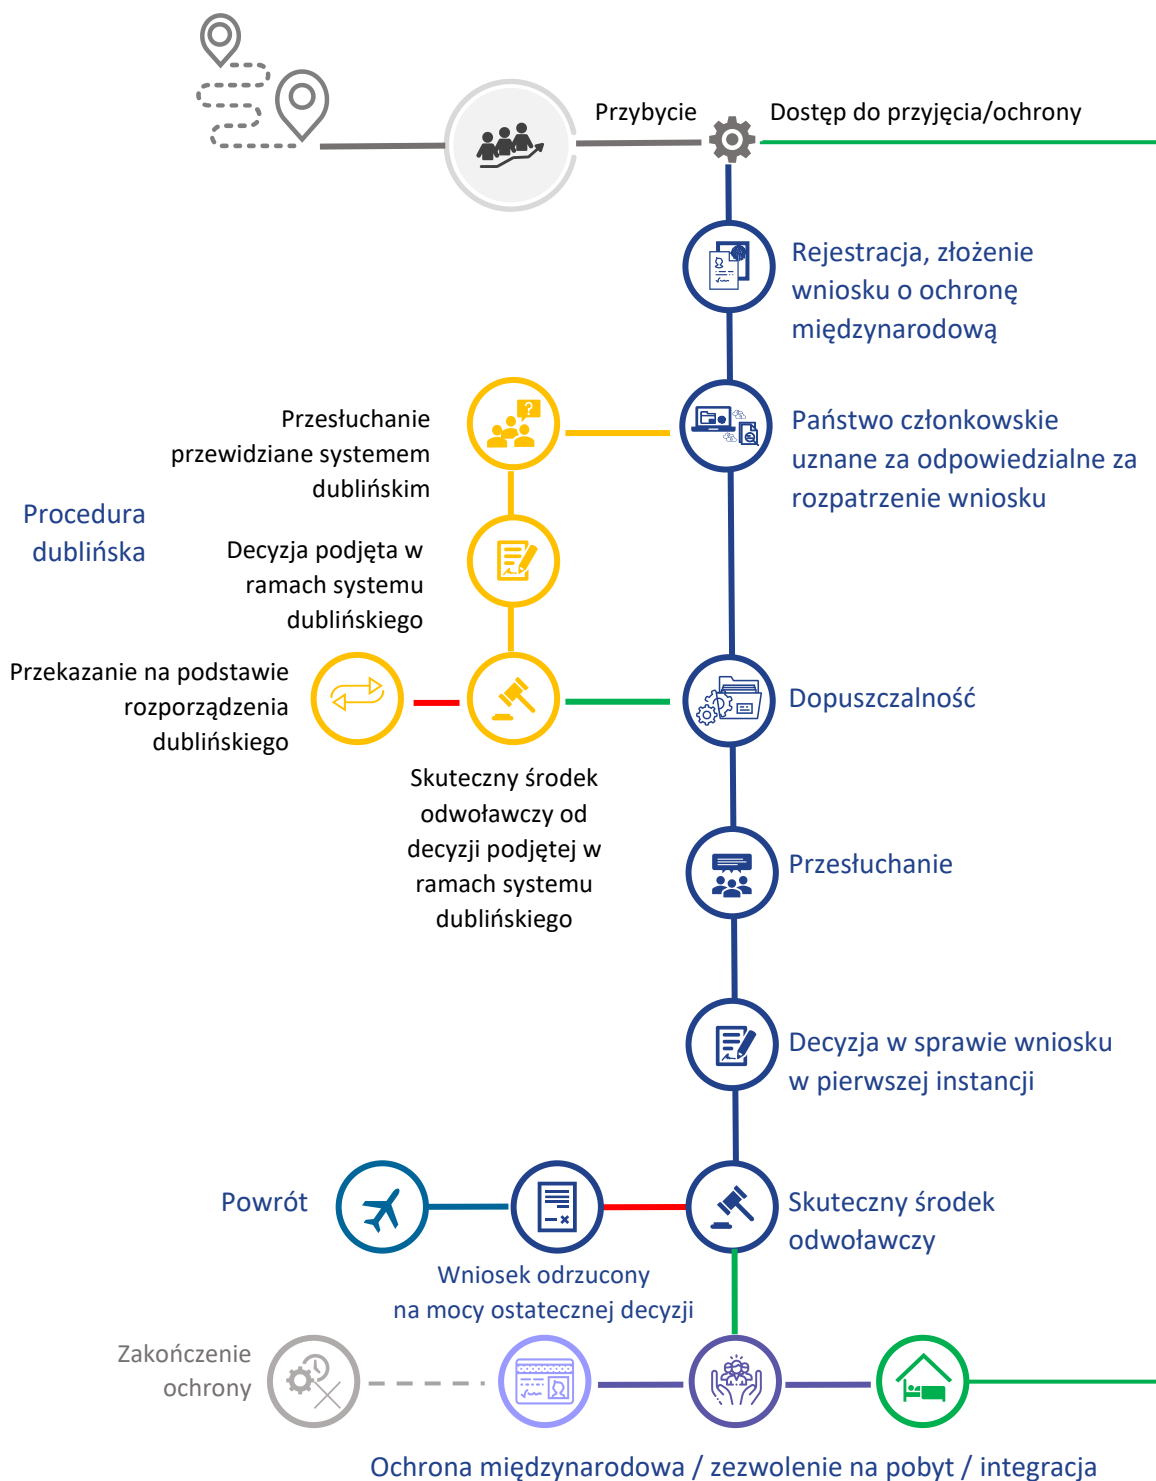 Przybycie
Dostęp do przyjęcia/ochrony
Rejestracja, złożenie
wniosku o ochronę
międzynarodową
Przesłuchanie
przewidziane systemem
dublińskim
Państwo członkowskie
uznane za odpowiedzialne za
rozpatrzenie wniosku
Procedura
dublińska
Decyzja podjęta w
ramach systemu
dublińskiego
Przekazanie na podstawie
rozporządzenia
dublińskiego
Dopuszczalność
Skuteczny środek
odwoławczy od
decyzji podjętej w
ramach systemu
dublińskiego
Przesłuchanie
Decyzja w sprawie wniosku
w pierwszej instancji
Powrót
Skuteczny środek
odwoławczy
Wniosek odrzucony
na mocy ostatecznej decyzji
Zakończenie
ochrony
Ochrona międzynarodowa / zezwolenie na pobyt / integracja